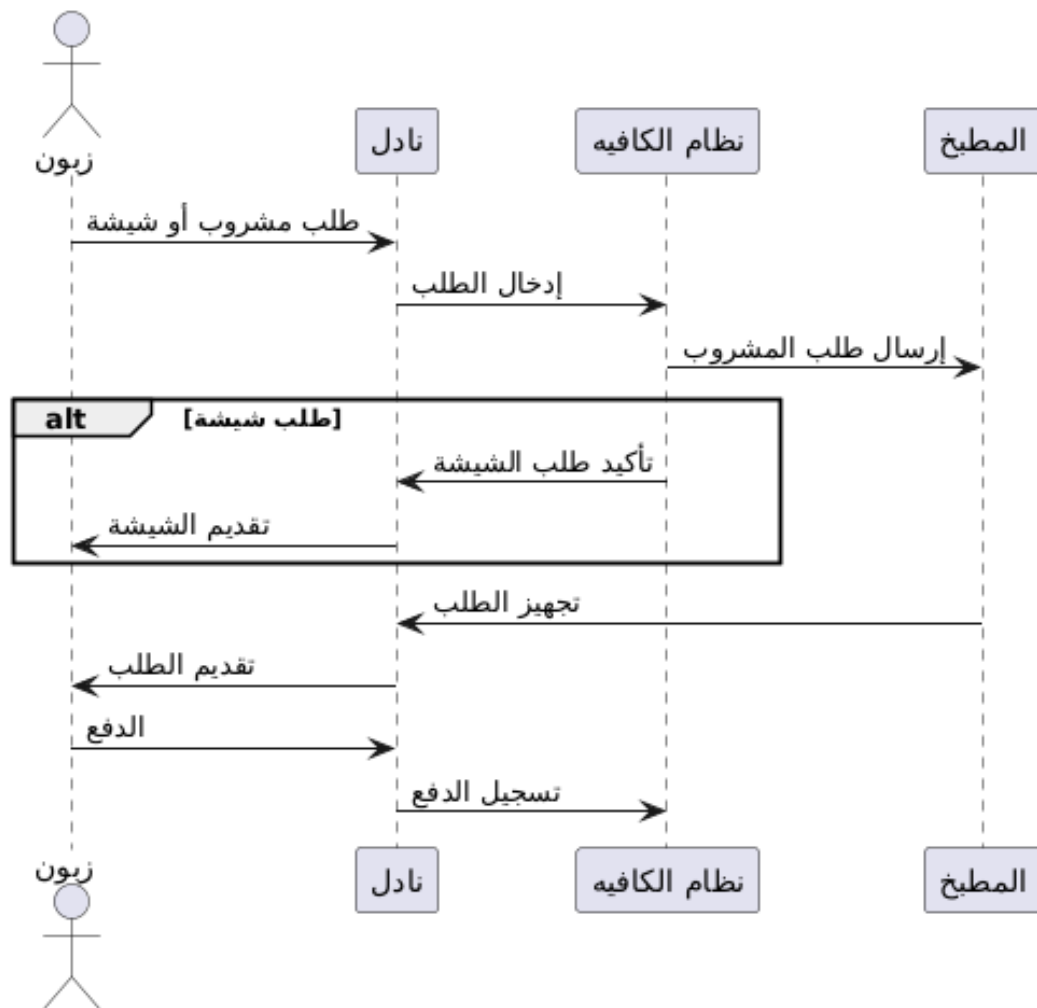 زبون
نادل
نظام الكافيه
المطبخ
طلب مشروب أو شيشة
إدخال الطلب
إرسال طلب المشروب
alt [طلب شيشة]
تأكيد طلب الشيشة
تقديم الشيشة
تجهيز الطلب
تقديم الطلب
الدفع
تسجيل الدفع
زبون
نادل
نظام الكافيه
المطبخ